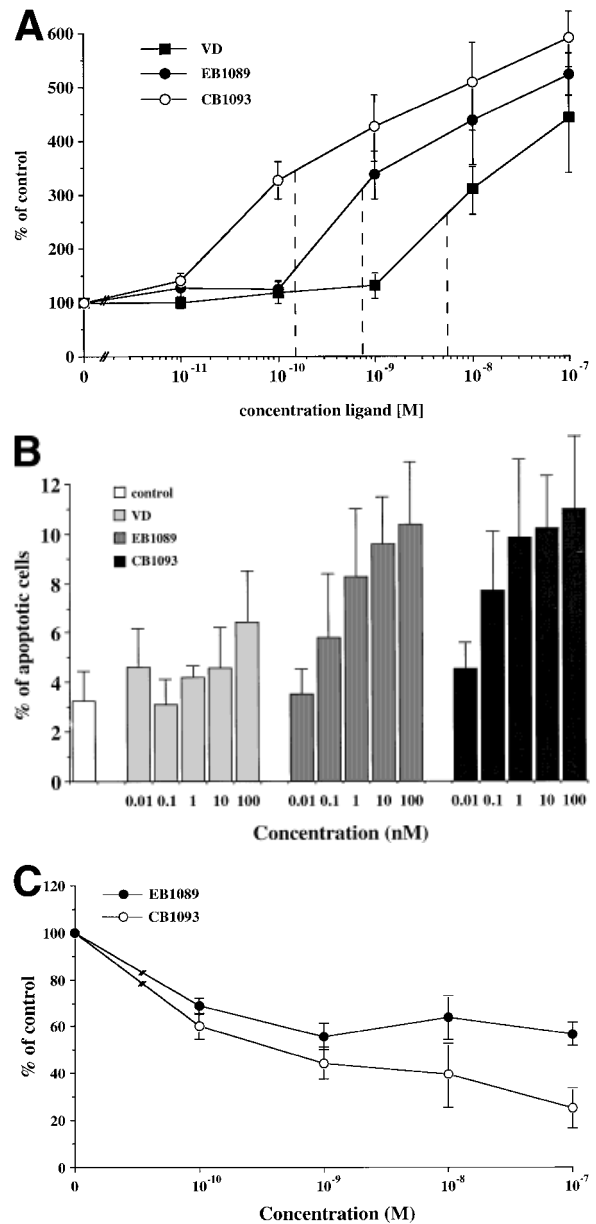 A
VD
EB1089
CB1093
% of control
600
500
400
300
200
100
0
0 10-11 10-10 10-9 10-8 10-7
concentration ligand [M]
B
control
VD
EB1089
CB1093
% of apoptotic cells
12
10
8
6
4
2
0
0.01 0.1 1 10 100 0.01 0.1 1 10 100 0.01 0.1 1 10 100
Concentration (nM)
C
EB1089
CB1093
% of control
120
100
80
60
40
20
0
0 10-10 10-9 10-8 10-7
Concentration (M)